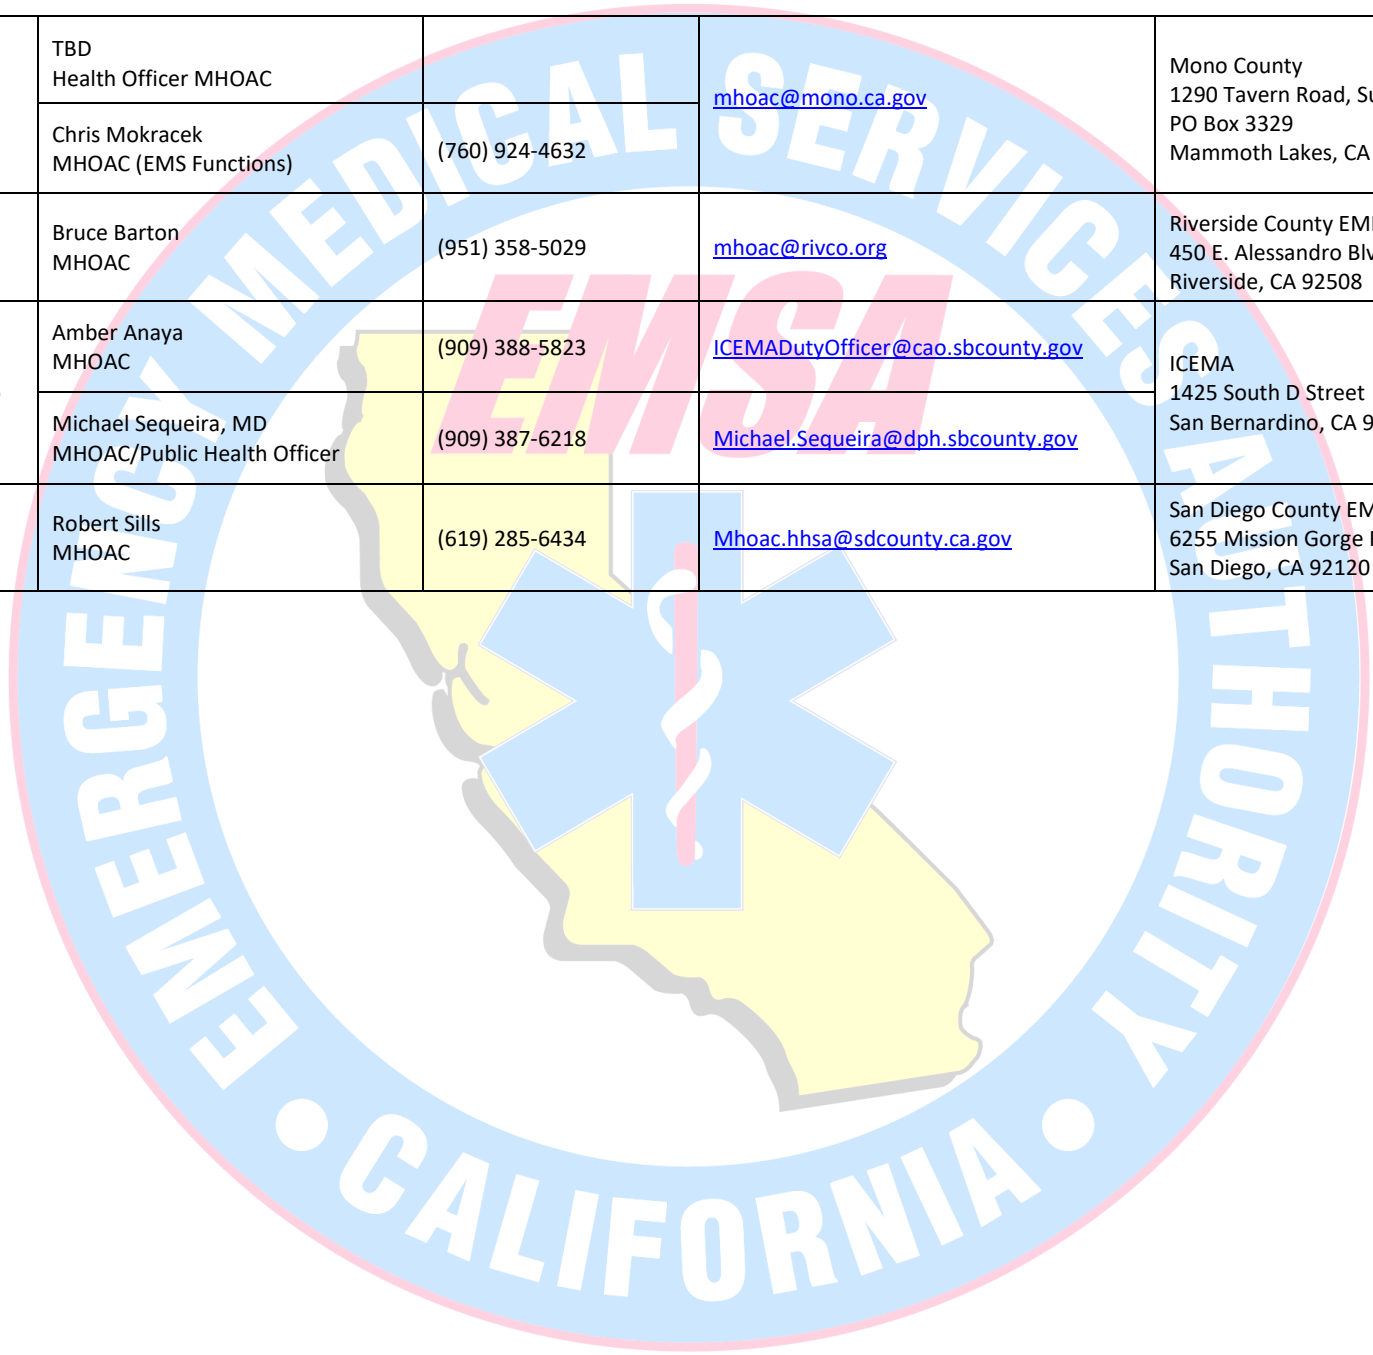 TBD
Health Officer MHOAC
mhoac@mono.ca.gov
Mono County
1290 Tavern Road,
PO Box 3329
Mammoth Lakes, CA
Chris Mokracek
MHOAC (EMS Functions)
(760) 924-4632
Bruce Barton
MHOAC
(951) 358-5029
mhoac@rivco.org
Riverside County
450 E. Alessandro
Riverside, CA 92508
Amber Anaya
MHOAC
(909) 388-5823
ICEMADutyOfficer@cao.sbcounty.gov
ICEMA
1425 South D Street
San Bernardino, CA
Michael Sequeira, MD
MHOAC/Public Health Officer
(909) 387-6218
Michael.Sequeira@dph.sbcounty.gov
Robert Sills
MHOAC
(619) 285-6434
Mhoac.hhsa@sdcounty.ca.gov
San Diego County
6255 Mission Gorge
San Diego, CA 92120
EMERGENCY MEDICAL SERVICES AUTHORITY
EMSA
CALIFORNIA